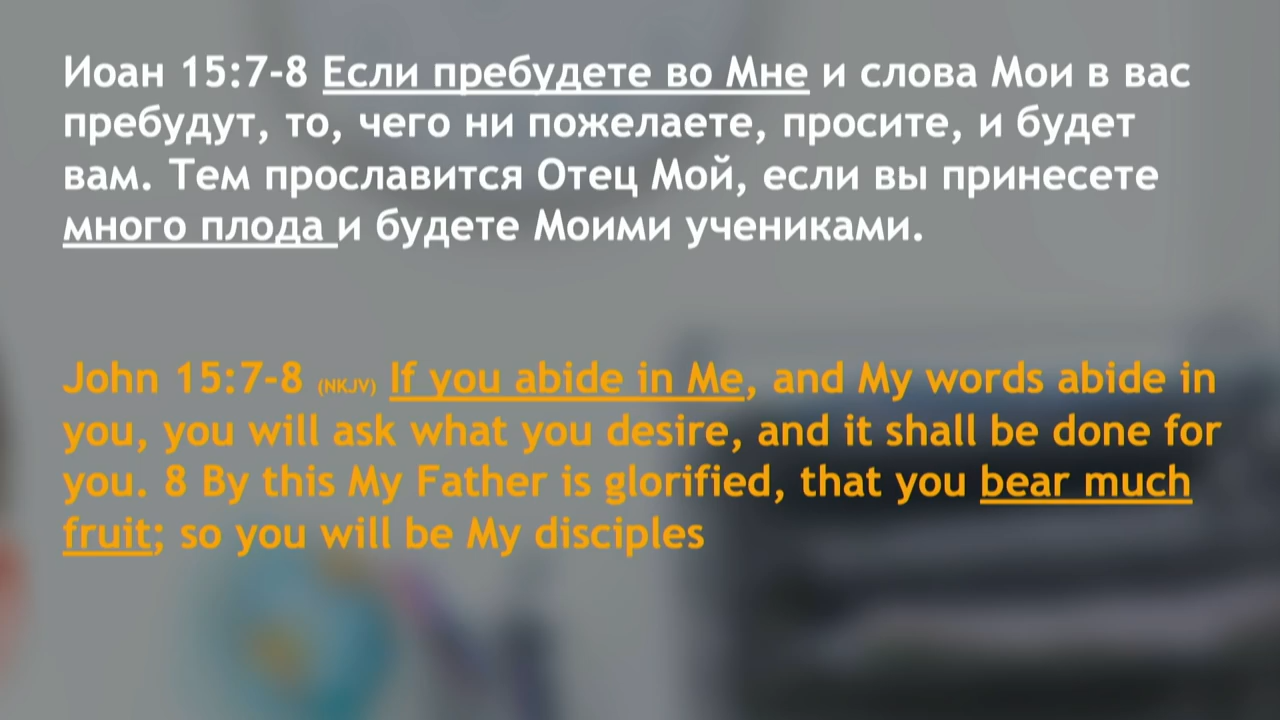 Иоан 15:7-8 Если пребудете во Мне и слова Мои в вас
пребудут, то, чего ни пожелаете, просите, и будет
вам. Тем прославится Отец Мой, если вы принесете
много плода и будете Моими учениками.
John 15:7-8 (NKJV) If you abide in Me, and My words abide in
you, you will ask what you desire, and it shall be done for
you. 8 By this My Father is glorified, that you bear much
fruit; so you will be My disciples